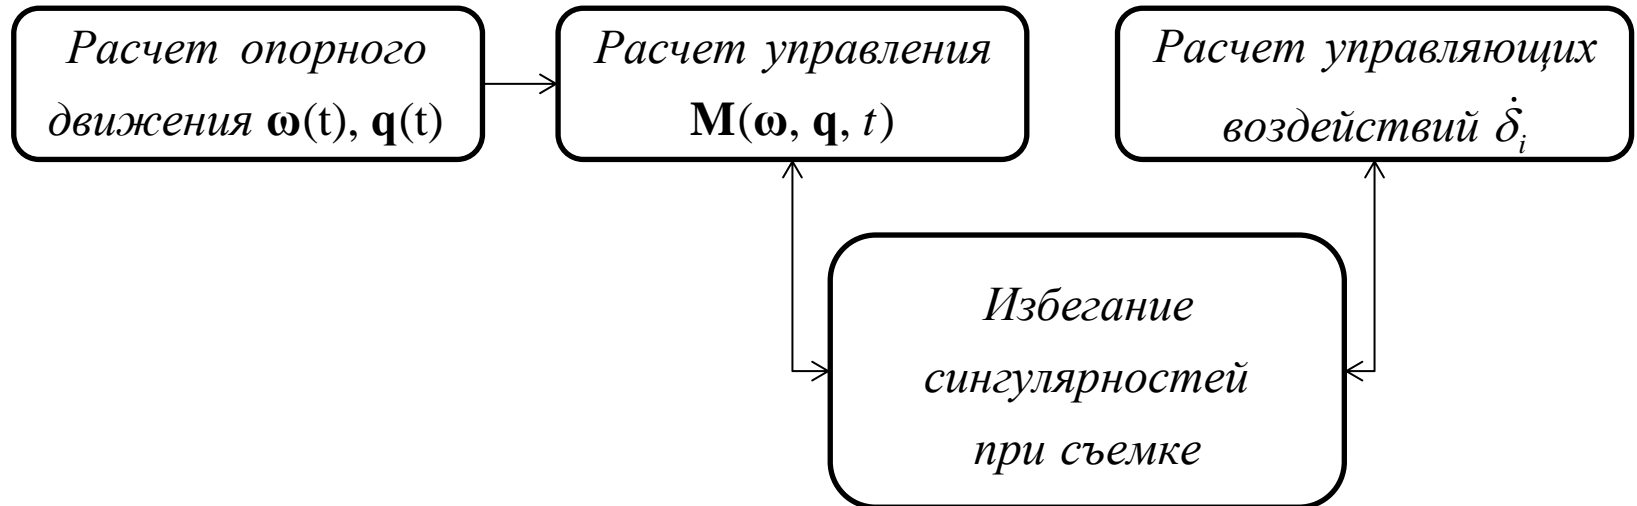 Расчет опорного
движения ω(t), q(t)
Расчет управления
M(ω, q, t)
Расчет управляющих
воздействий δ̇ᵢ
Избегание
сингулярностей
при съемке